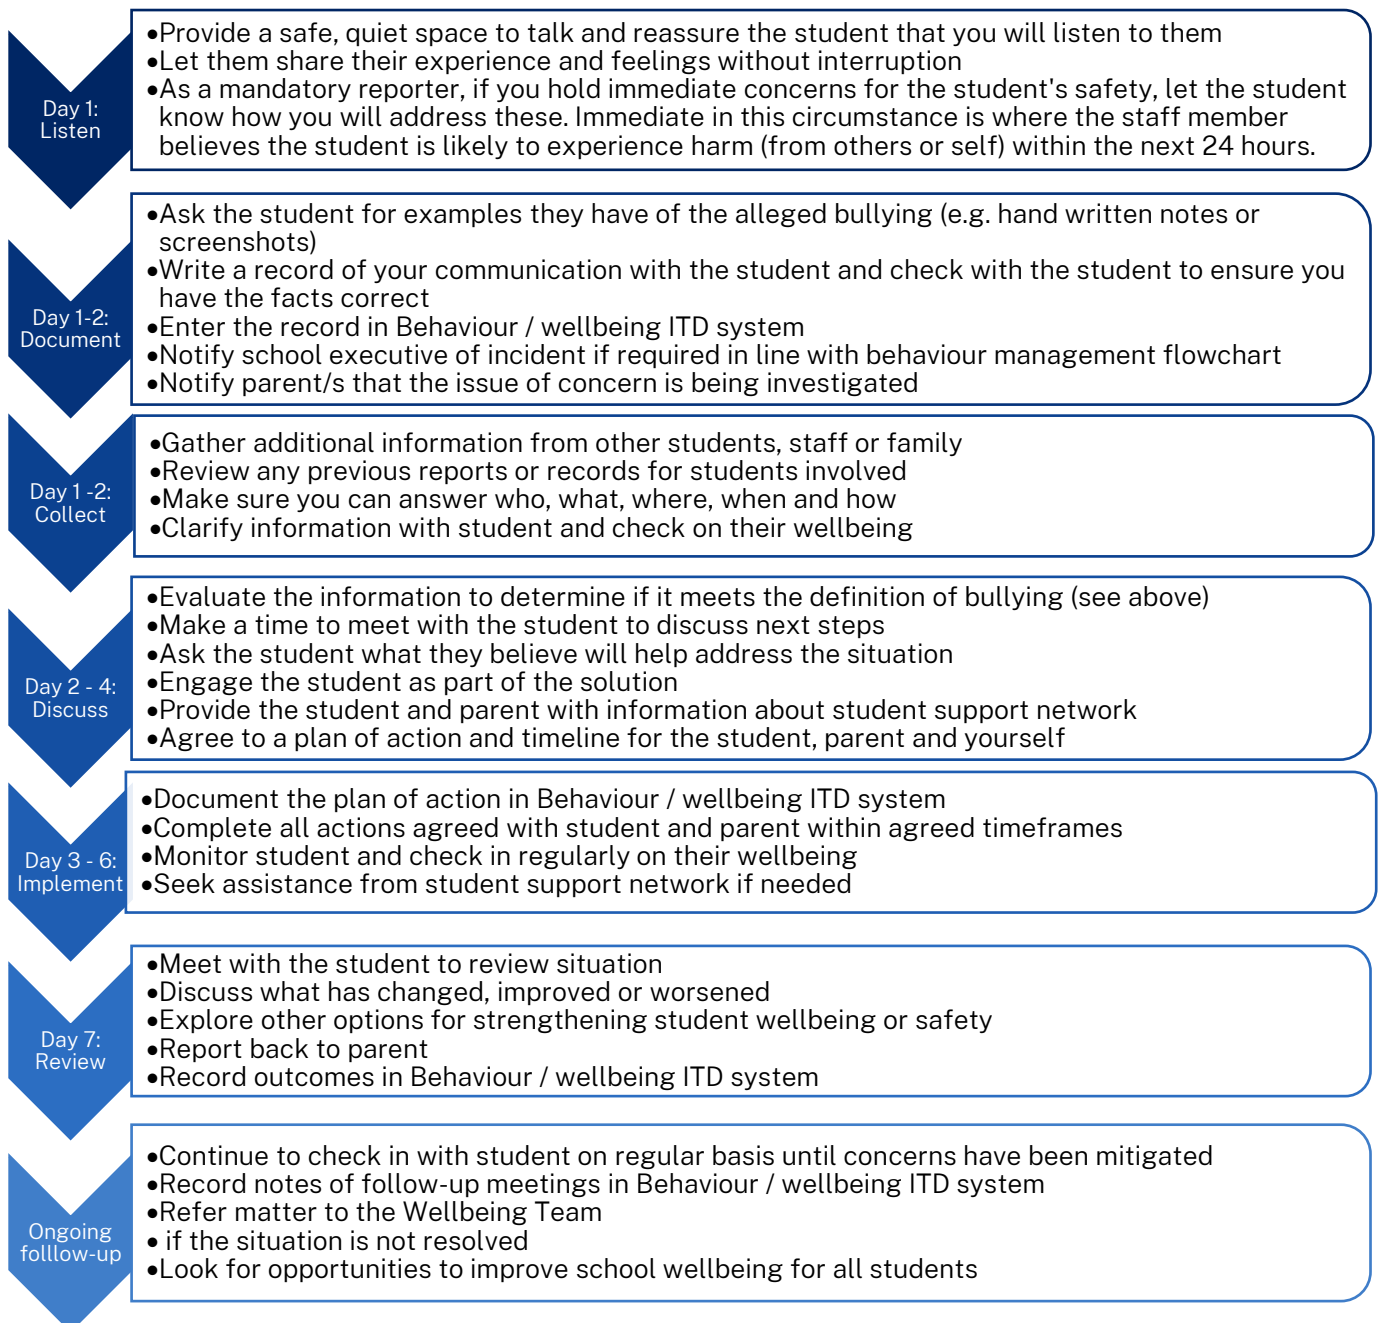 Day 1:
Listen
•Provide a safe, quiet space to talk and reassure the student that you will listen to them
•Let them share their experience and feelings without interruption
•As a mandatory reporter, if you hold immediate concerns for the student's safety, let the student
know how you will address these. Immediate in this circumstance is where the staff member
believes the student is likely to experience harm (from others or self) within the next 24 hours.
Day 1-2:
Document
•Ask the student for examples they have of the alleged bullying (e.g. hand written notes or
screenshots)
•Write a record of your communication with the student and check with the student to ensure you
have the facts correct
•Enter the record in Behaviour / wellbeing ITD system
•Notify school executive of incident if required in line with behaviour management flowchart
•Notify parent/s that the issue of concern is being investigated
Day 1 -2:
Collect
•Gather additional information from other students, staff or family
•Review any previous reports or records for students involved
•Make sure you can answer who, what, where, when and how
•Clarify information with student and check on their wellbeing
Day 2 - 4:
Discuss
•Evaluate the information to determine if it meets the definition of bullying (see above)
•Make a time to meet with the student to discuss next steps
•Ask the student what they believe will help address the situation
•Engage the student as part of the solution
•Provide the student and parent with information about student support network
•Agree to a plan of action and timeline for the student, parent and yourself
Day 3 - 6:
Implement
•Document the plan of action in Behaviour / wellbeing ITD system
•Complete all actions agreed with student and parent within agreed timeframes
•Monitor student and check in regularly on their wellbeing
•Seek assistance from student support network if needed
Day 7:
Review
•Meet with the student to review situation
•Discuss what has changed, improved or worsened
•Explore other options for strengthening student wellbeing or safety
•Report back to parent
•Record outcomes in Behaviour / wellbeing ITD system
Ongoing
folllow-up
•Continue to check in with student on regular basis until concerns have been mitigated
•Record notes of follow-up meetings in Behaviour / wellbeing ITD system
•Refer matter to the Wellbeing Team
• if the situation is not resolved
•Look for opportunities to improve school wellbeing for all students